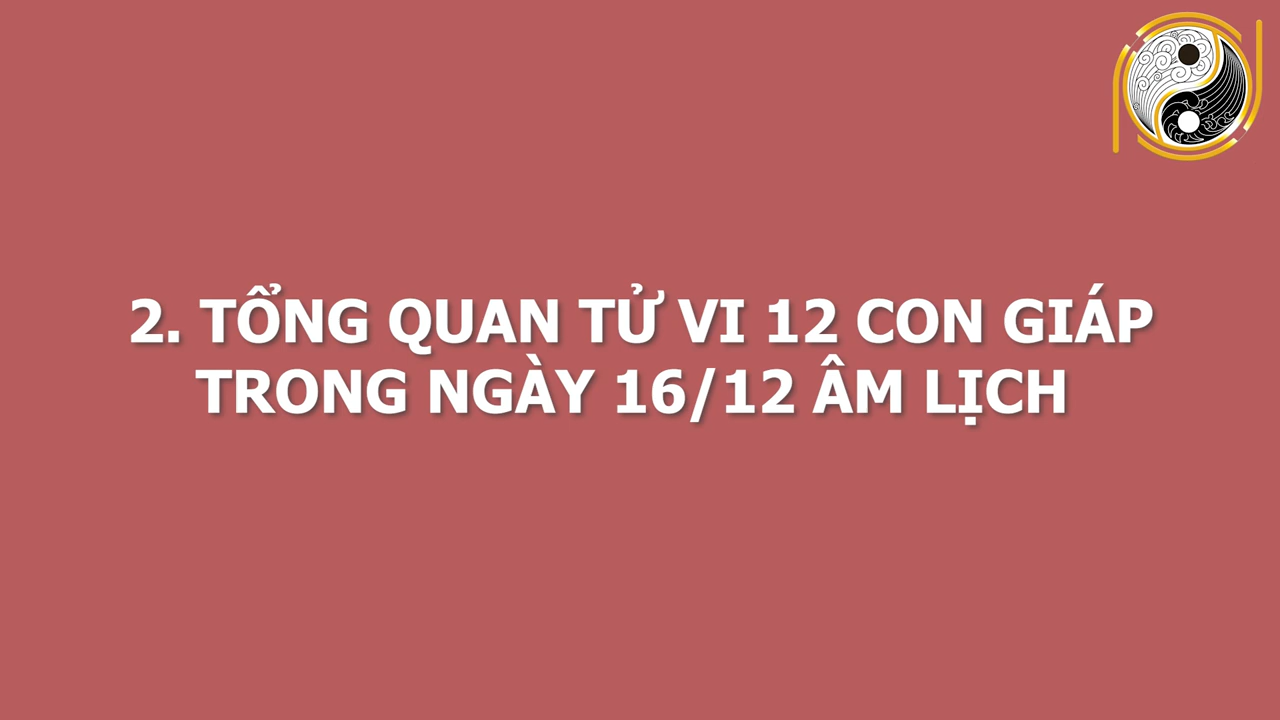 2. TỔNG QUAN TỬ VI 12 CON GIÁP
TRONG NGÀY 16/12 ÂM LỊCH